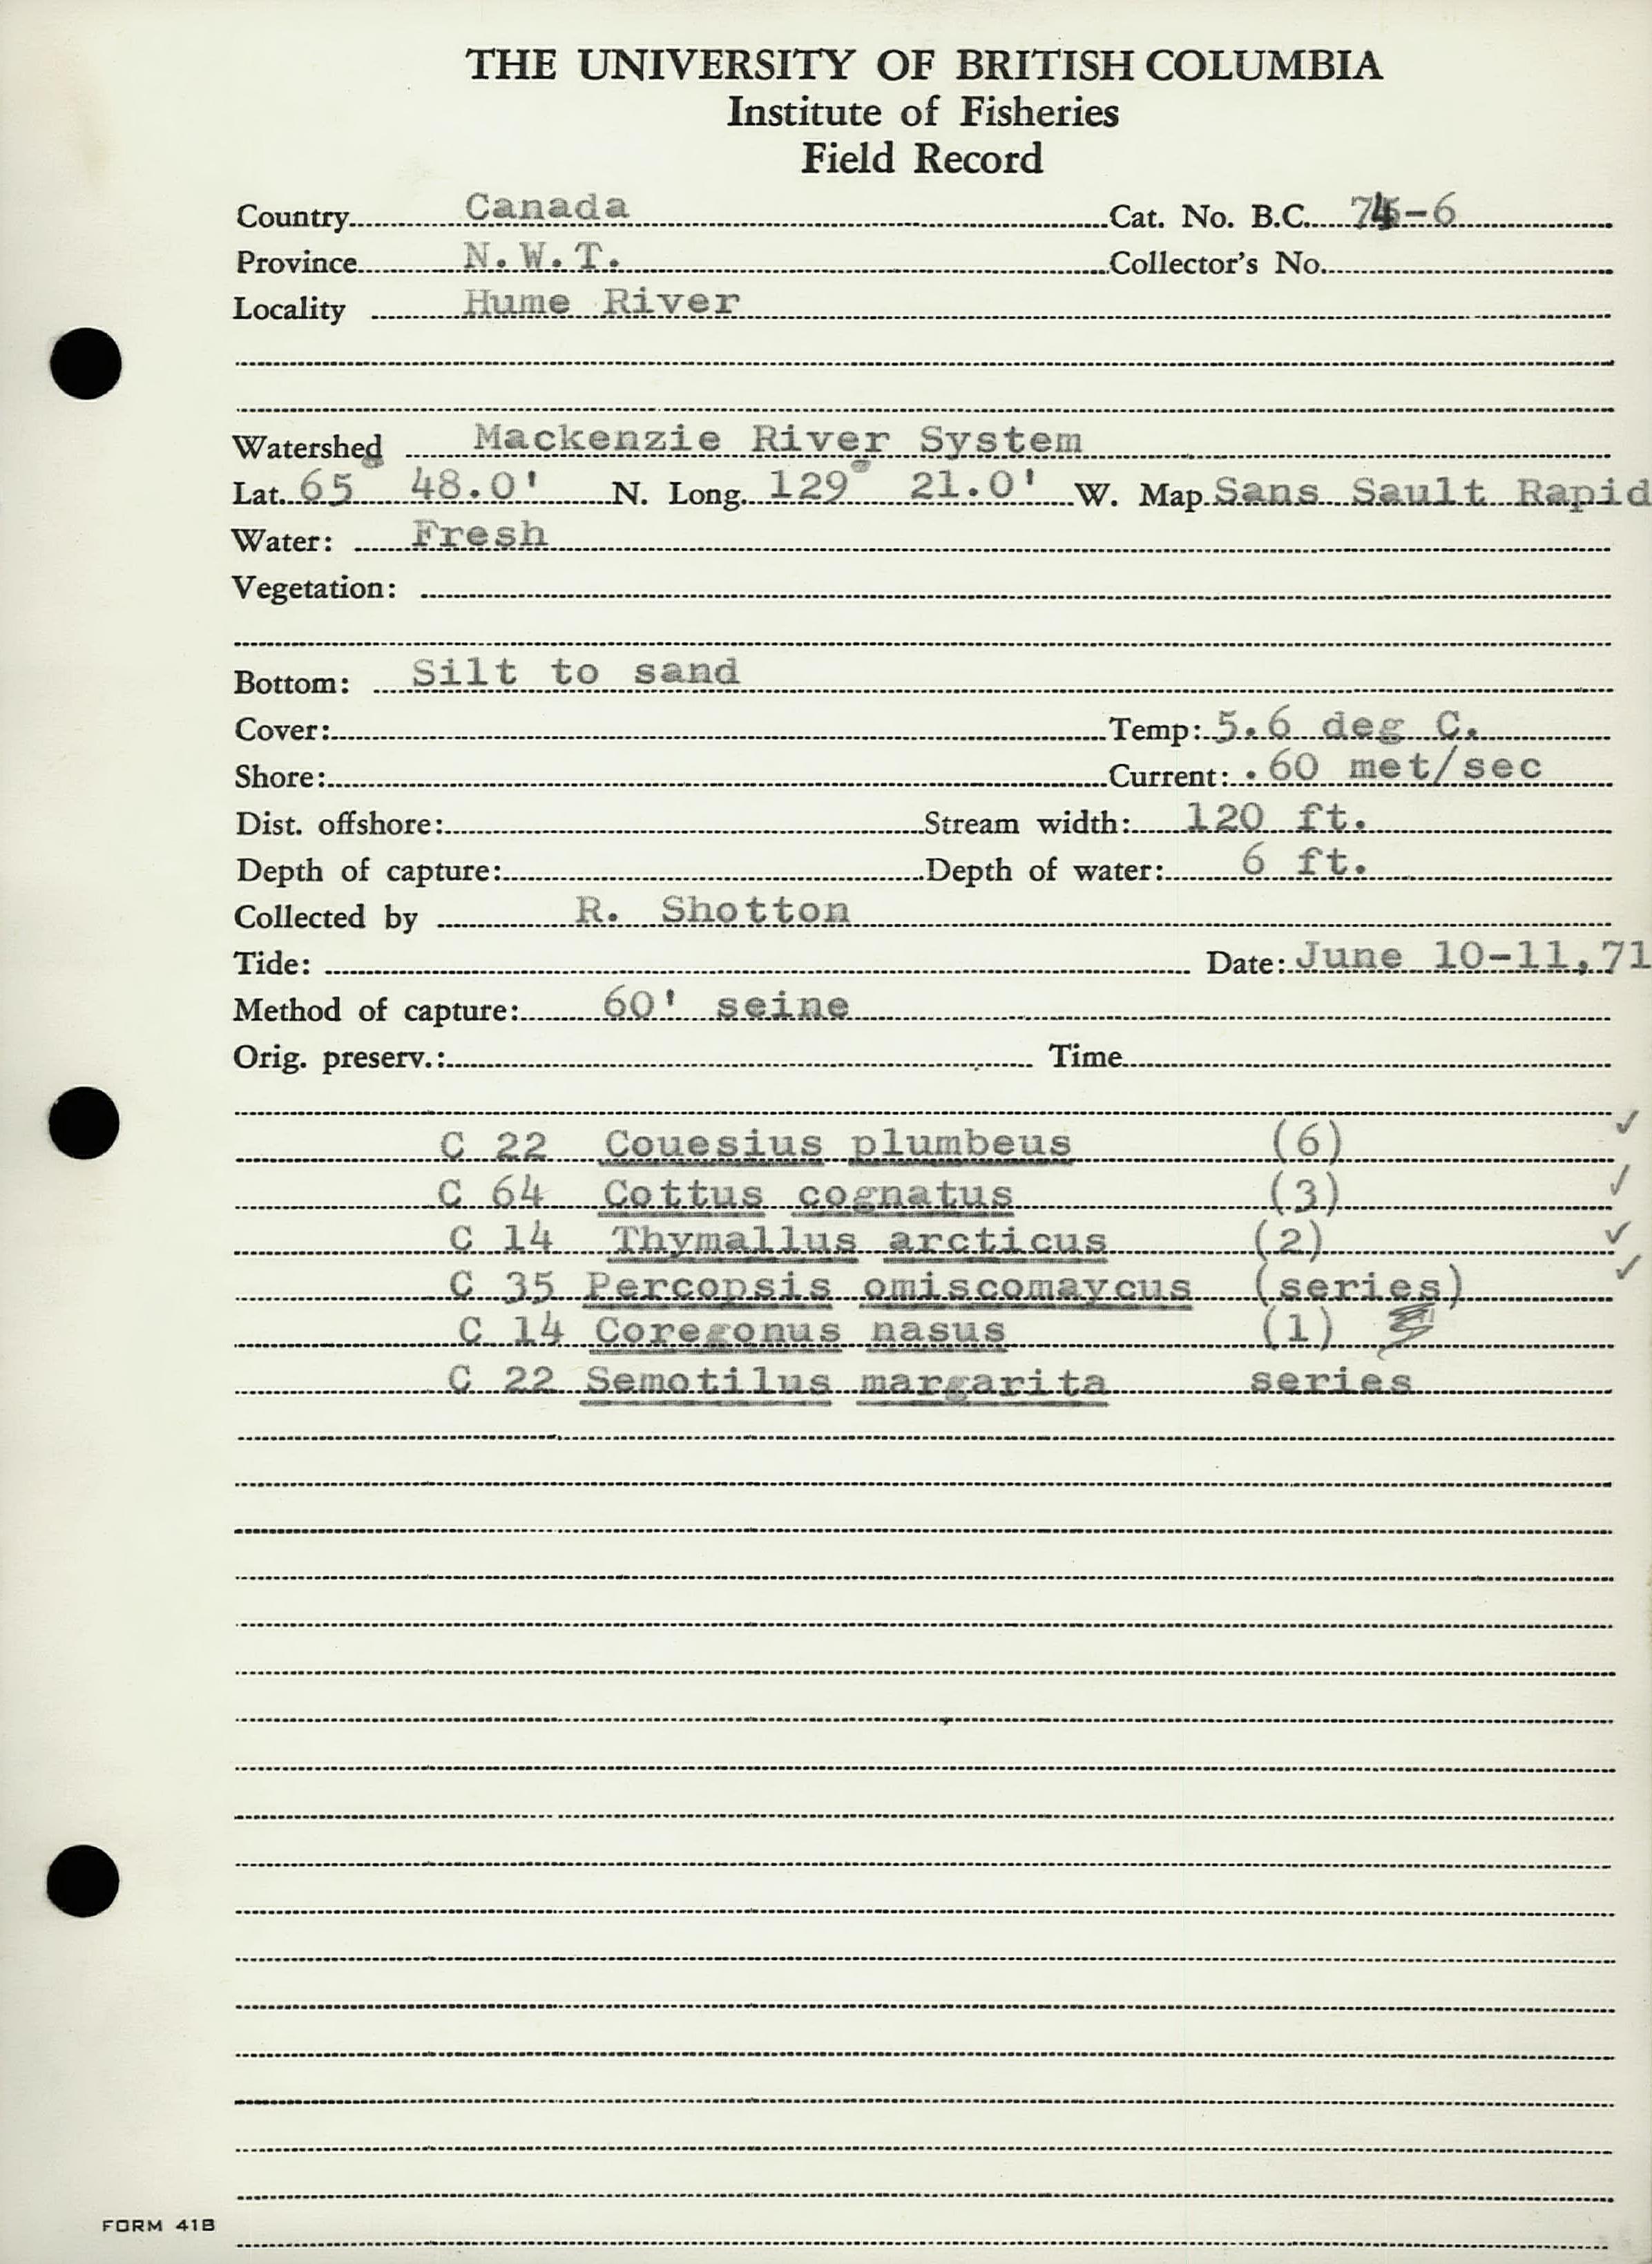 THE UNIVERSITY OF BRITISH COLUMBIA
Institute of Fisheries
Field Record
Country Canada Cat. No. B.C. 74-6
Province N.W.T. Collector's No.
Locality Hume River
Watershed Mackenzie River System
Lat. 65° 48.0' N. Long. 129° 21.0' W. Map Sans Sault Rapid
Water: Fresh
Vegetation:
Bottom: Silt to sand
Cover: Temp: 5.6 deg C.
Shore: Current: .60 met/sec
Dist. offshore: Stream width: 120 ft.
Depth of capture: Depth of water: 6 ft.
Collected by R. Shotton
Tide: Date: June 10-11,71
Method of capture: 60' seine
Orig. preserv.: Time
C 22 Couesius plumbeus (6) ✓
C 64 Cottus cognatus (3) ✓
C 14 Thymallus arcticus (2) ✓
C 35 Percopsis omiscomaycus (series) ✓
C 14 Coregonus nasus (1)
C 22 Semotilus margarita series
FORM 41B